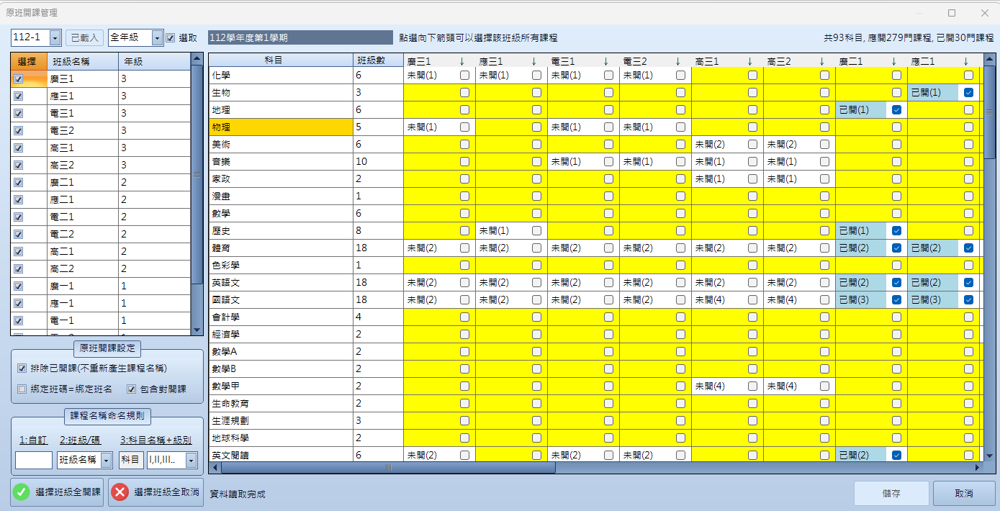 原班開課管理
112-1 已載入 全年級 選取 112學年度第1學期 點選向下箭頭可以選擇該班級所有課程 共93科目, 應開279門課程, 已開30門課程
選擇 班級名稱 年級
廣三1 3
應三1 3
電三1 3
電三2 3
高三1 3
高三2 3
廣二1 2
應二1 2
電二1 2
電二2 2
高二1 2
高二2 2
廣一1 1
應一1 1
電一1 1
原班開課設定
排除已開課(不重新產生課程名稱)
綁定班碼=綁定班名 包含對開課
課程名稱命名規則
1:自訂 2:班級/碼 3:科目名稱+級別
班級名稱 科目 I,II,III..
選擇班級全開課 選擇班級全取消
科目 班級數 廣三1 ↓ 應三1 ↓ 電三1 ↓ 電三2 ↓ 高三1 ↓ 高三2 ↓ 廣二1 ↓ 應二1 ↓
化學 6 未開(1) 未開(1) 未開(1) 未開(1)
生物 3 已開(1)
地理 6 已開(1)
物理 5 未開(1) 未開(1) 未開(1)
美術 6 未開(2) 未開(2)
音樂 10 未開(1) 未開(1) 未開(1) 未開(1)
家政 2 未開(1) 未開(1)
漫畫 1
數學 6
歷史 8 未開(1) 已開(1)
體育 18 未開(2) 未開(2) 未開(2) 未開(2) 未開(2) 未開(2) 已開(2) 已開(2)
色彩學 1
英語文 18 未開(2) 未開(2) 未開(2) 未開(2) 未開(2) 未開(2) 已開(2) 已開(2)
國語文 18 未開(2) 未開(2) 未開(2) 未開(2) 未開(4) 未開(4) 已開(3) 已開(3)
會計學 4
經濟學 2
數學A 2
數學B 2
數學甲 2 未開(4) 未開(4)
生命教育 2
生涯規劃 3
地球科學 2
英文閱讀 6 未開(2) 未開(2) 未開(2) 已開(2)
資料讀取完成 儲存 取消